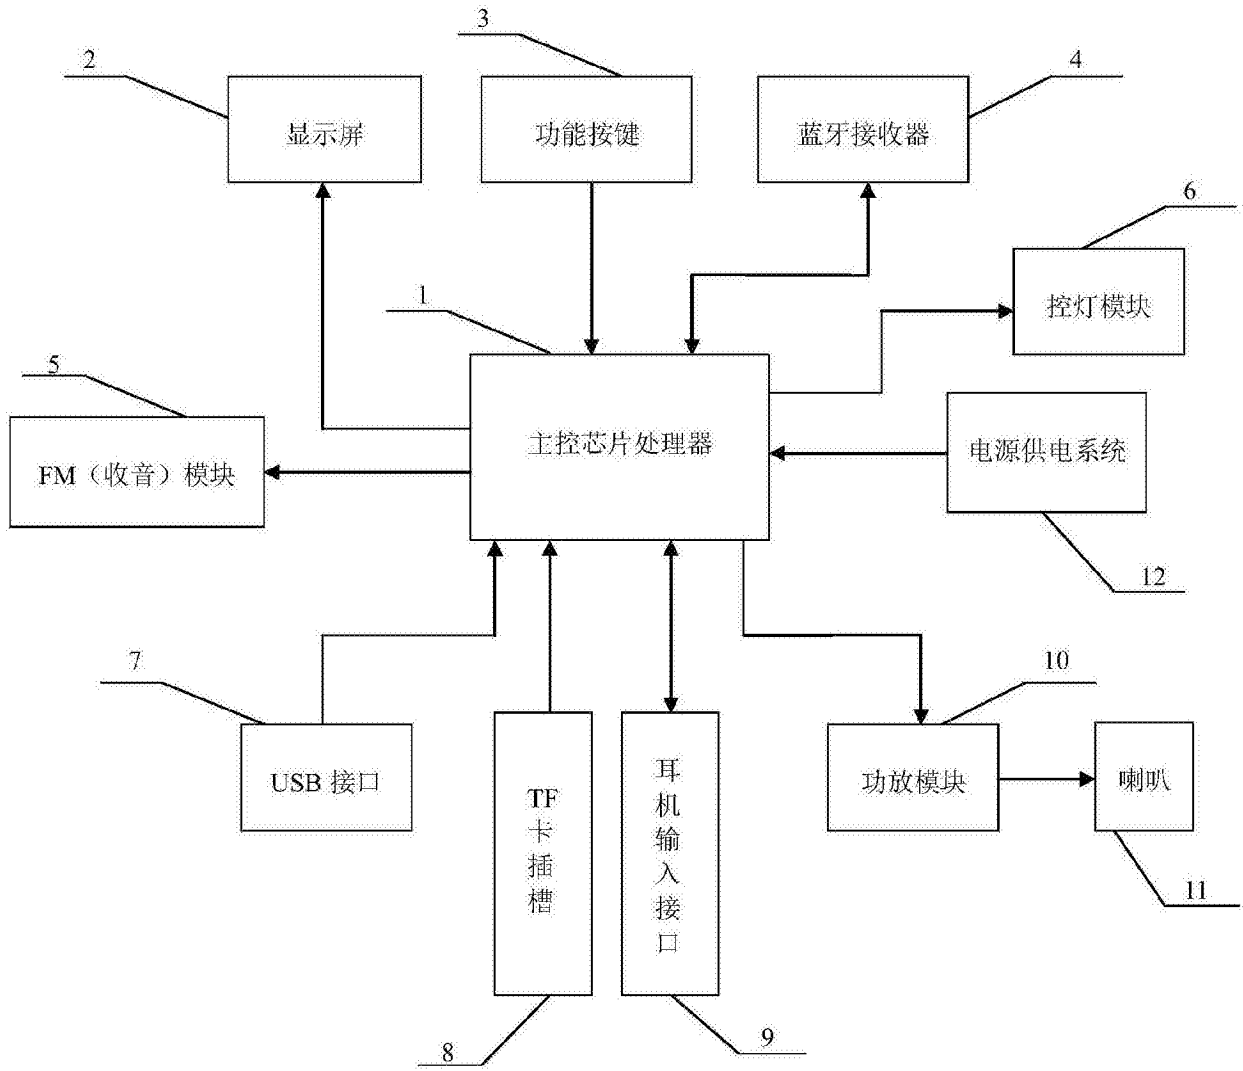 3
2
4
显示屏
功能按键
蓝牙接收器
6
1
控灯模块
5
主控芯片处理器
电源供电系统
FM（收音）模块
12
7
10
USB 接口
TF
卡
插
槽
耳
机
输
入
接
口
功放模块
喇叭
11
8
9